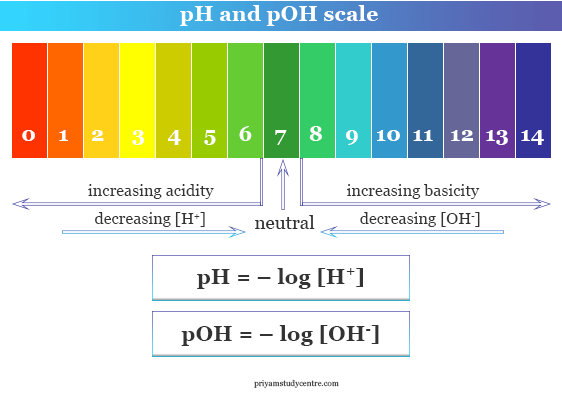 pH and pOH scale
0 1 2 3 4 5 6 7 8 9 10 11 12 13 14
increasing acidity
increasing basicity
decreasing [H⁺]
neutral
decreasing [OH⁻]
pH = – log [H⁺]
pOH = – log [OH⁻]
priyamstudycentre.com